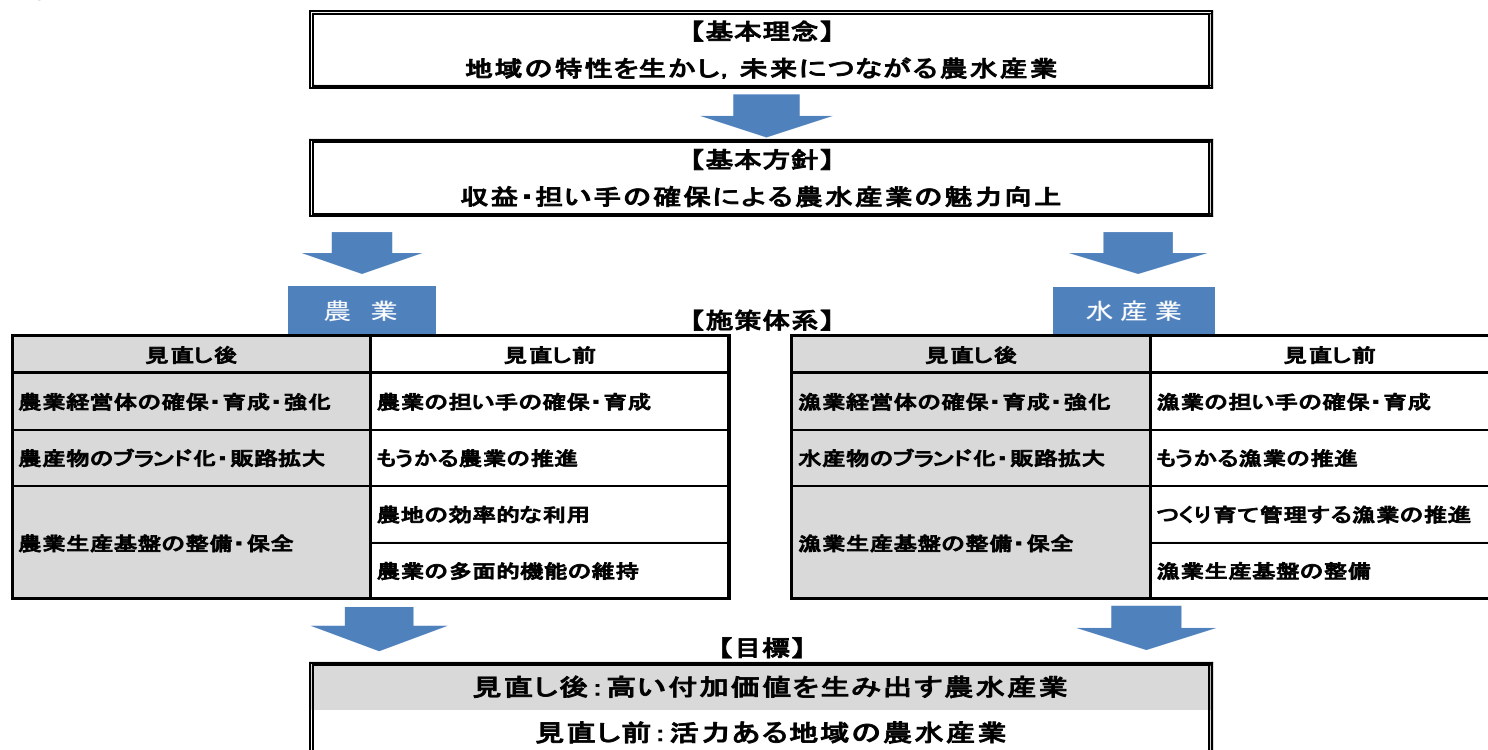 【基本理念】
地域の特性を生かし，未来につながる農水産業
【基本方針】
収益・担い手の確保による農水産業の魅力向上
農 業
【施策体系】
水産業
見直し後
見直し前
農業経営体の確保・育成・強化
農業の担い手の確保・育成
農産物のブランド化・販路拡大
もうかる農業の推進
農業生産基盤の整備・保全
農地の効率的な利用
農業の多面的機能の維持
見直し後
見直し前
漁業経営体の確保・育成・強化
漁業の担い手の確保・育成
水産物のブランド化・販路拡大
もうかる漁業の推進
漁業生産基盤の整備・保全
つくり育て管理する漁業の推進
漁業生産基盤の整備
【目標】
見直し後：高い付加価値を生み出す農水産業
見直し前：活力ある地域の農水産業